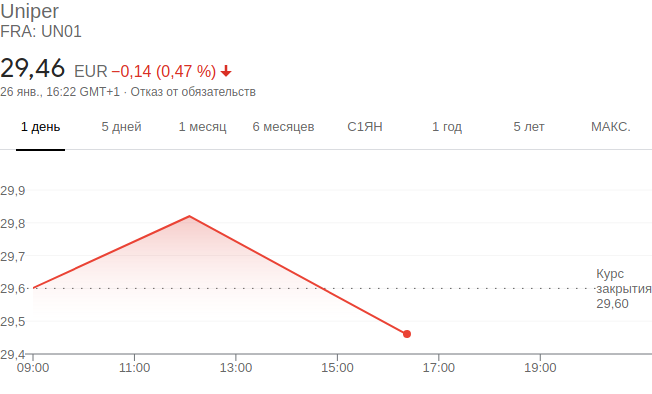 Uniper
FRA: UN01
29,46 EUR −0,14 (0,47 %)
26 янв., 16:22 GMT+1 · Отказ от обязательств
1 день 5 дней 1 месяц 6 месяцев С1ЯН 1 год 5 лет МАКС.
29,9
29,8
29,7
29,6
29,5
29,4
Курс
закрытия
29,60
09:00 11:00 13:00 15:00 17:00 19:00